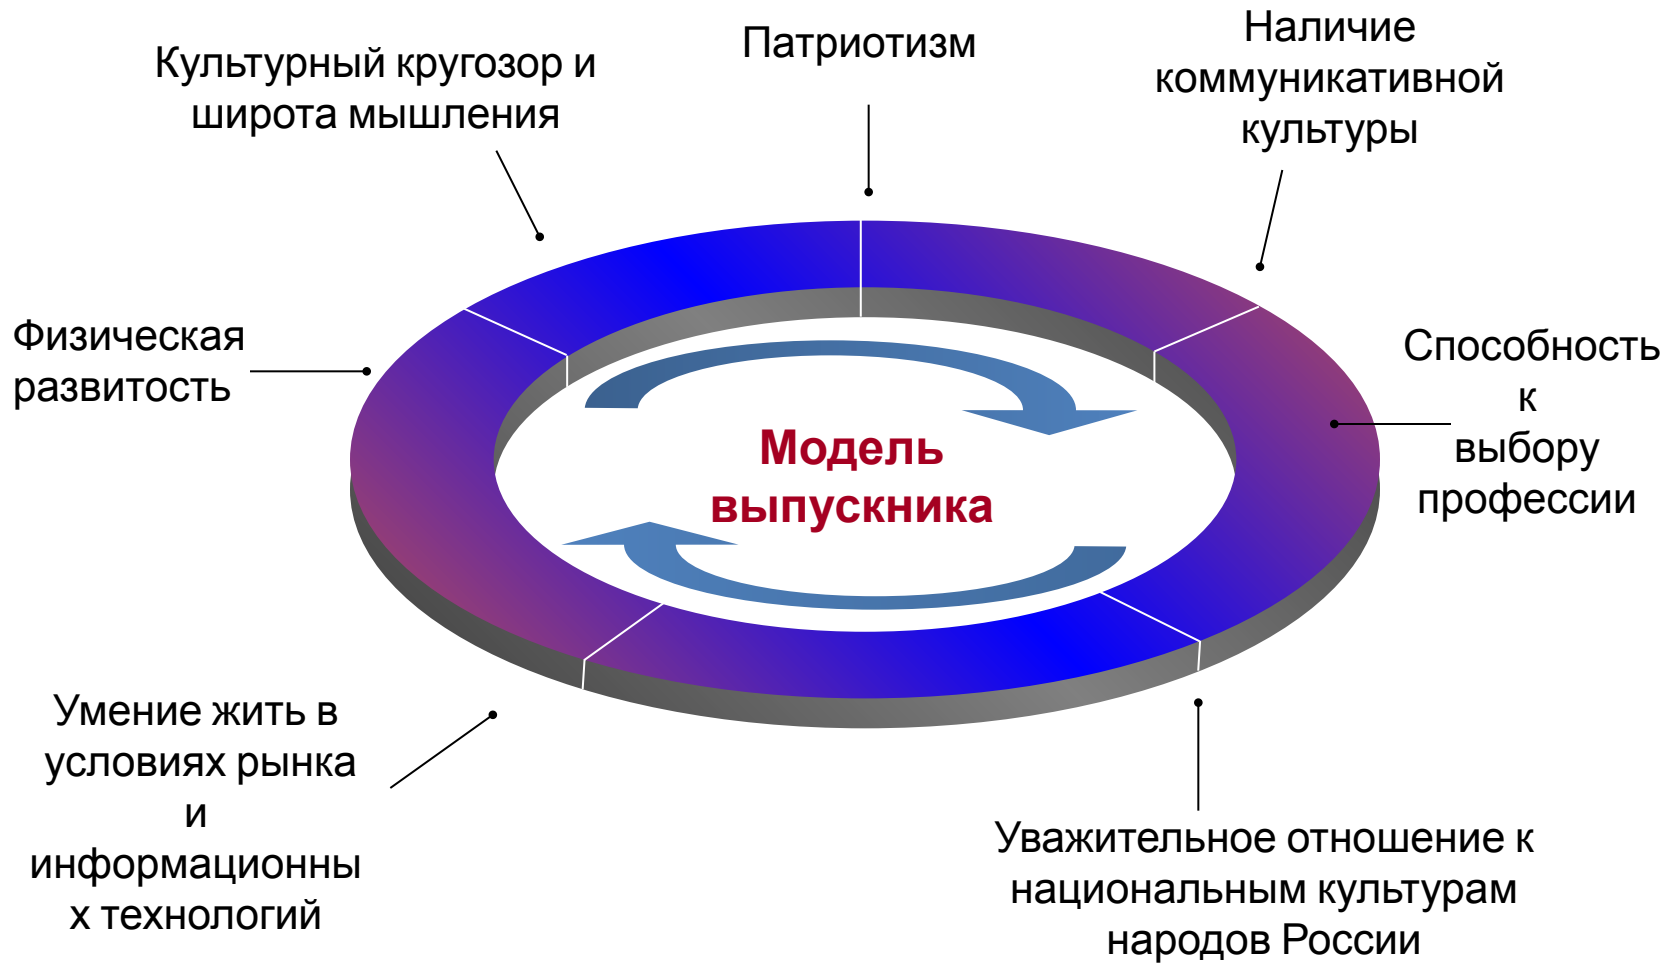 Культурный кругозор и
широта мышления
Патриотизм
Наличие
коммуникативной
культуры
Физическая
развитость
Способность
к
выбору
профессии
Модель
выпускника
Умение жить в
условиях рынка
и
информационны
х технологий
Уважительное отношение к
национальным культурам
народов России